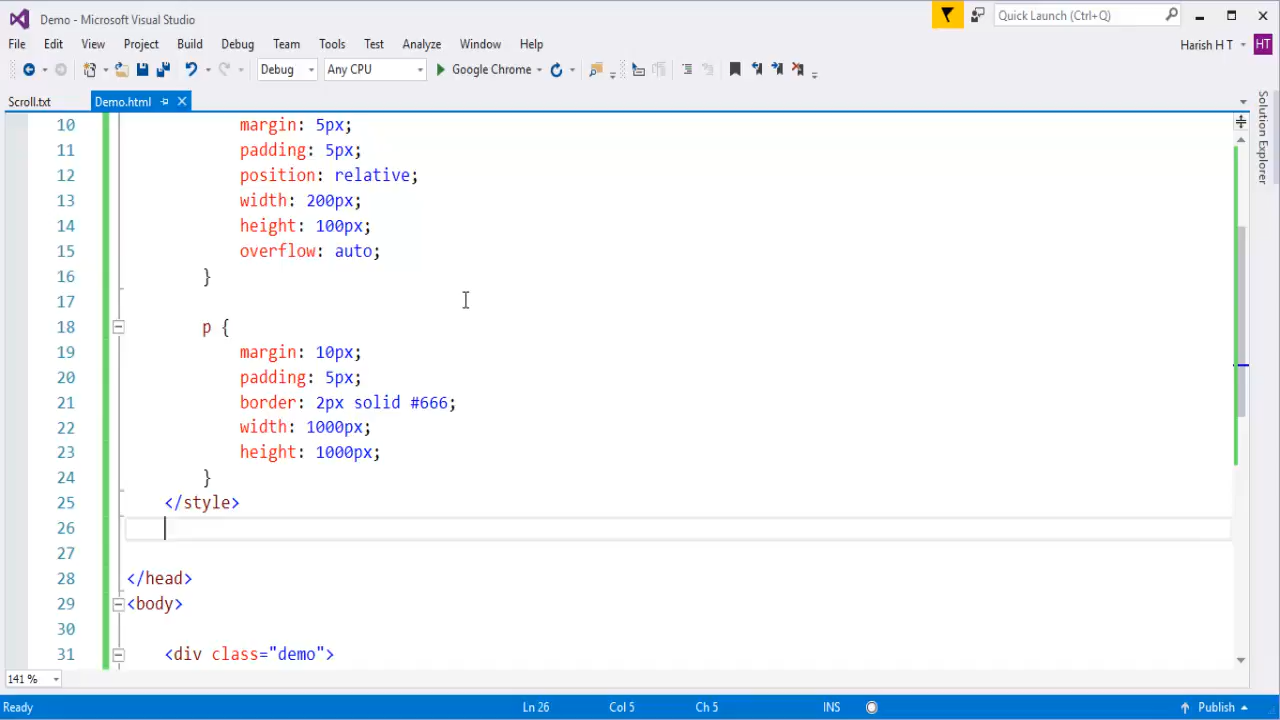 Demo - Microsoft Visual Studio
Quick Launch (Ctrl+Q)
File Edit View Project Build Debug Team Tools Test Analyze Window Help
Harish H T HT
Debug Any CPU Google Chrome
Scroll.txt Demo.html
Solution Explorer
10 margin: 5px;
11 padding: 5px;
12 position: relative;
13 width: 200px;
14 height: 100px;
15 overflow: auto;
16 }
17
18 p {
19 margin: 10px;
20 padding: 5px;
21 border: 2px solid #666;
22 width: 1000px;
23 height: 1000px;
24 }
25 </style>
26
27
28 </head>
29 <body>
30
31 <div class="demo">
141 %
Ready Ln 26 Col 5 Ch 5 INS Publish